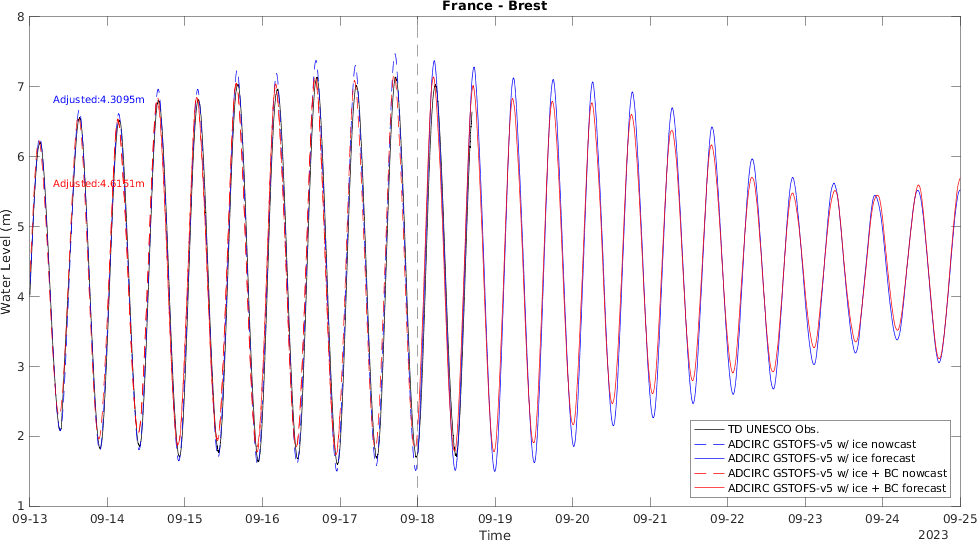 France - Brest
8
7
6
5
4
3
2
1
Water Level (m)
Adjusted:4.3095m
Adjusted:4.6151m
TD UNESCO Obs.
ADCIRC GSTOFS-v5 w/ ice nowcast
ADCIRC GSTOFS-v5 w/ ice forecast
ADCIRC GSTOFS-v5 w/ ice + BC nowcast
ADCIRC GSTOFS-v5 w/ ice + BC forecast
09-13 09-14 09-15 09-16 09-17 09-18 09-19 09-20 09-21 09-22 09-23 09-24 09-25
Time
2023